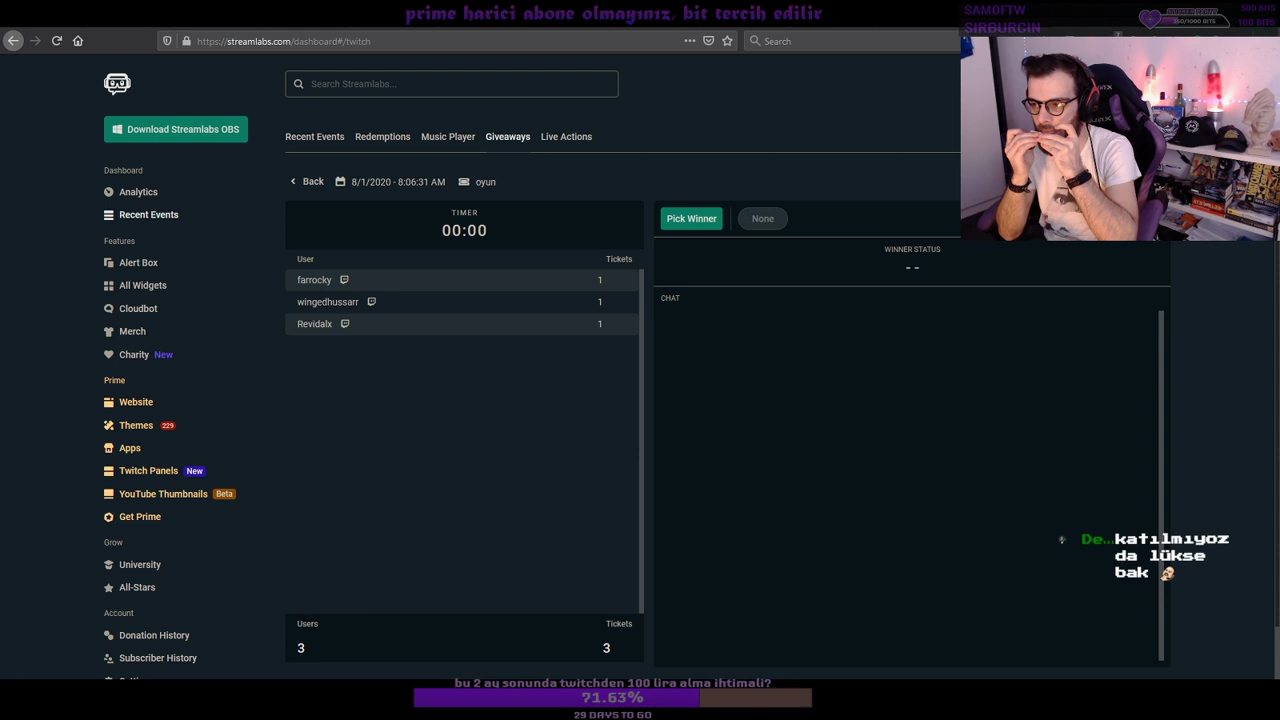 prime harici abone olmayınız, bit tercih edilir
SAMOFTW
SIRBURCIN
500 BITS
100 BITS
350/1000 BITS
https://streamlabs.com/dashboard#/twitch
Search
Search Streamlabs...
Download Streamlabs OBS
Recent Events
Redemptions
Music Player
Giveaways
Live Actions
Dashboard
Analytics
Recent Events
Features
Alert Box
All Widgets
Cloudbot
Merch
Charity New
Prime
Website
Themes 229
Apps
Twitch Panels New
YouTube Thumbnails Beta
Get Prime
Grow
University
All-Stars
Account
Donation History
Subscriber History
Back
8/1/2020 - 8:06:31 AM
oyun
TIMER
00:00
User Tickets
farrocky 1
wingedhussarr 1
Revidalx 1
Users Tickets
3 3
Pick Winner
None
WINNER STATUS
--
CHAT
De...katılmıyoz
da lükse
bak
bu 2 ay sonunda twitchden 100 lira alma ihtimali?
71.63%
29 DAYS TO GO